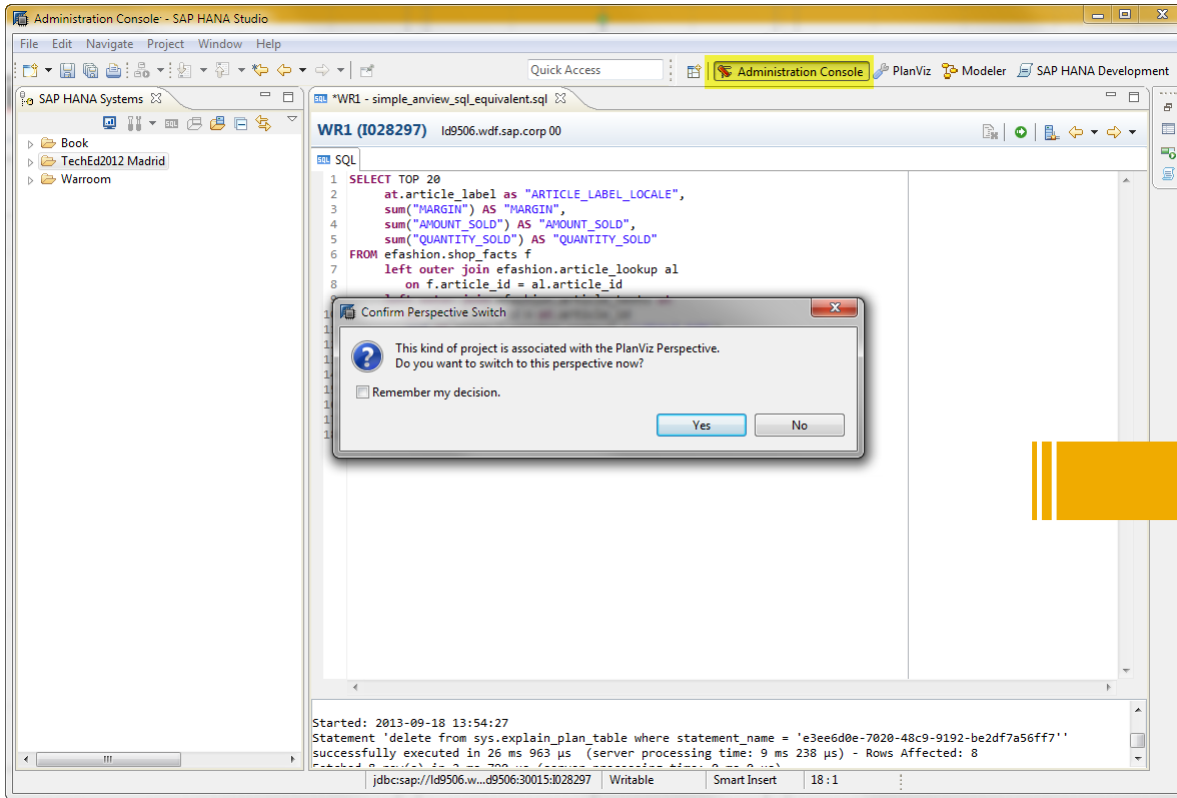 Administration Console - SAP HANA Studio
File Edit Navigate Project Window Help
Quick Access
Administration Console
PlanViz
Modeler
SAP HANA Development
SAP HANA Systems
Book
TechEd2012 Madrid
Warroom
*WR1 - simple_anview_sql_equivalent.sql
WR1 (I028297) ld9506.wdf.sap.corp 00
SQL
1 SELECT TOP 20
2 at.article_label as "ARTICLE_LABEL_LOCALE",
3 sum("MARGIN") AS "MARGIN",
4 sum("AMOUNT_SOLD") AS "AMOUNT_SOLD",
5 sum("QUANTITY_SOLD") AS "QUANTITY_SOLD"
6 FROM efashion.shop_facts f
7 left outer join efashion.article_lookup al
8 on f.article_id = al.article_id
Confirm Perspective Switch
This kind of project is associated with the PlanViz Perspective.
Do you want to switch to this perspective now?
Remember my decision.
Yes
No
Started: 2013-09-18 13:54:27
Statement 'delete from sys.explain_plan_table where statement_name = 'e3ee6d0e-7020-48c9-9192-be2df7a56ff7''
successfully executed in 26 ms 963 µs (server processing time: 9 ms 238 µs) - Rows Affected: 8
jdbc:sap://ld9506.w...d9506:30015:I028297
Writable
Smart Insert
18 : 1